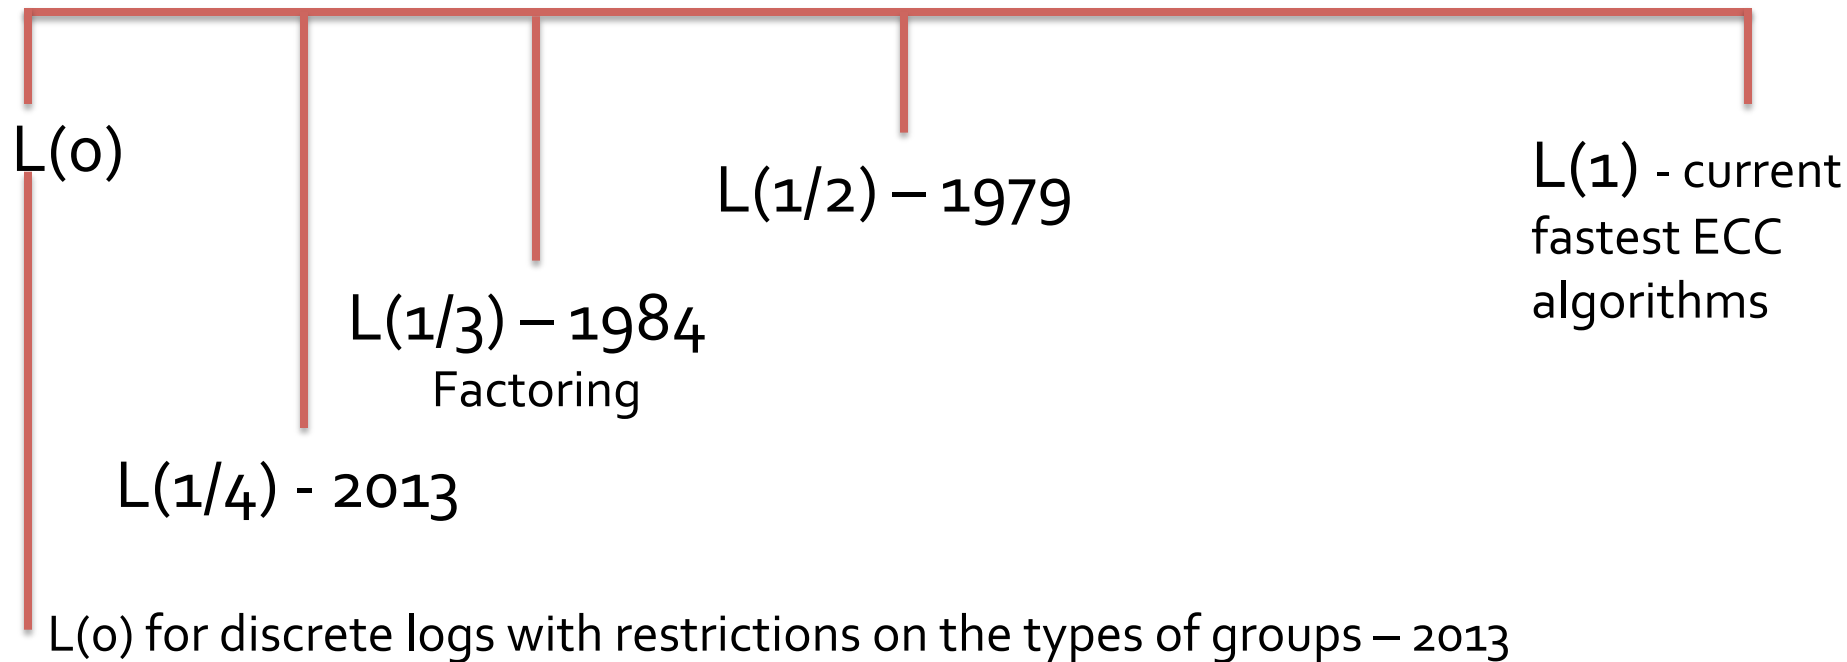 L(0)
L(1/4) - 2013
L(1/3) – 1984
Factoring
L(1/2) – 1979
L(1) - current
fastest ECC
algorithms
L(0) for discrete logs with restrictions on the types of groups – 2013